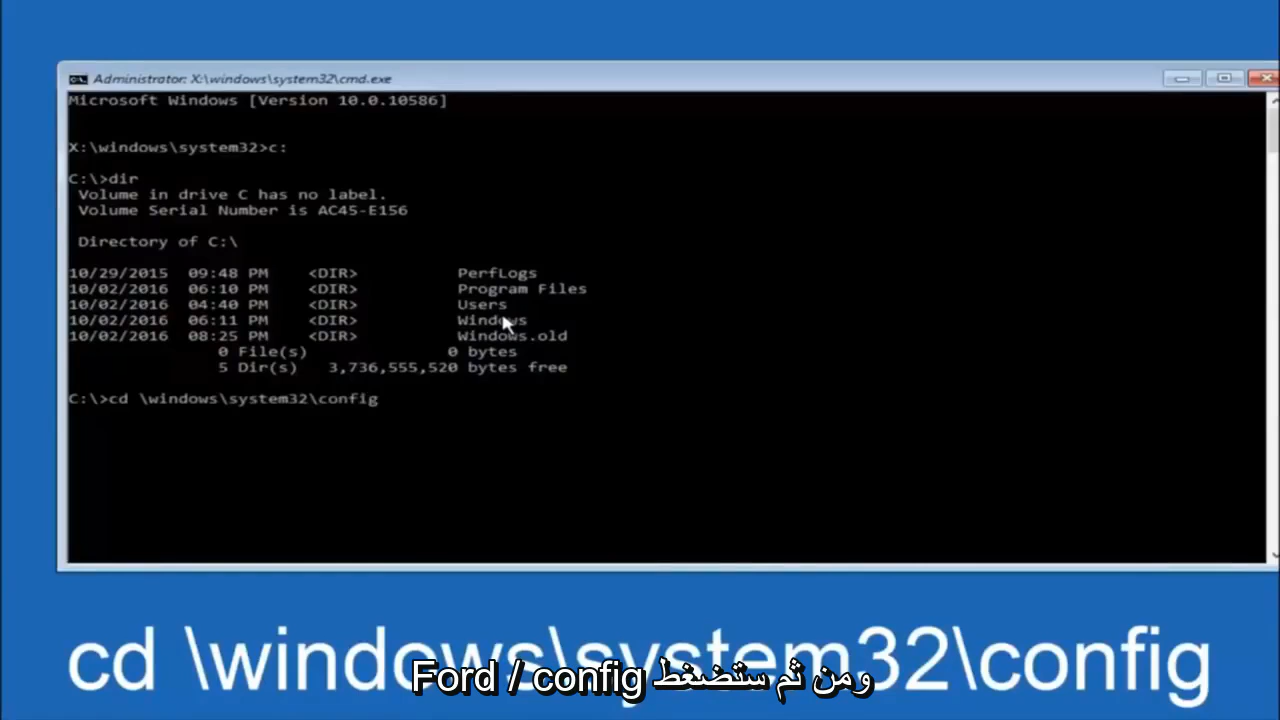 Administrator: X:\windows\system32\cmd.exe
Microsoft Windows [Version 10.0.10586]
X:\windows\system32>c:
C:\>dir
Volume in drive C has no label.
Volume Serial Number is AC45-E156
Directory of C:\
10/29/2015 09:48 PM <DIR> PerfLogs
10/02/2016 06:10 PM <DIR> Program Files
10/02/2016 04:40 PM <DIR> Users
10/02/2016 06:11 PM <DIR> Windows
10/02/2016 08:25 PM <DIR> Windows.old
0 File(s) 0 bytes
5 Dir(s) 3,736,555,520 bytes free
C:\>cd \windows\system32\config
cd \windows\system32\config
ومن ثم ستضغط Ford / config